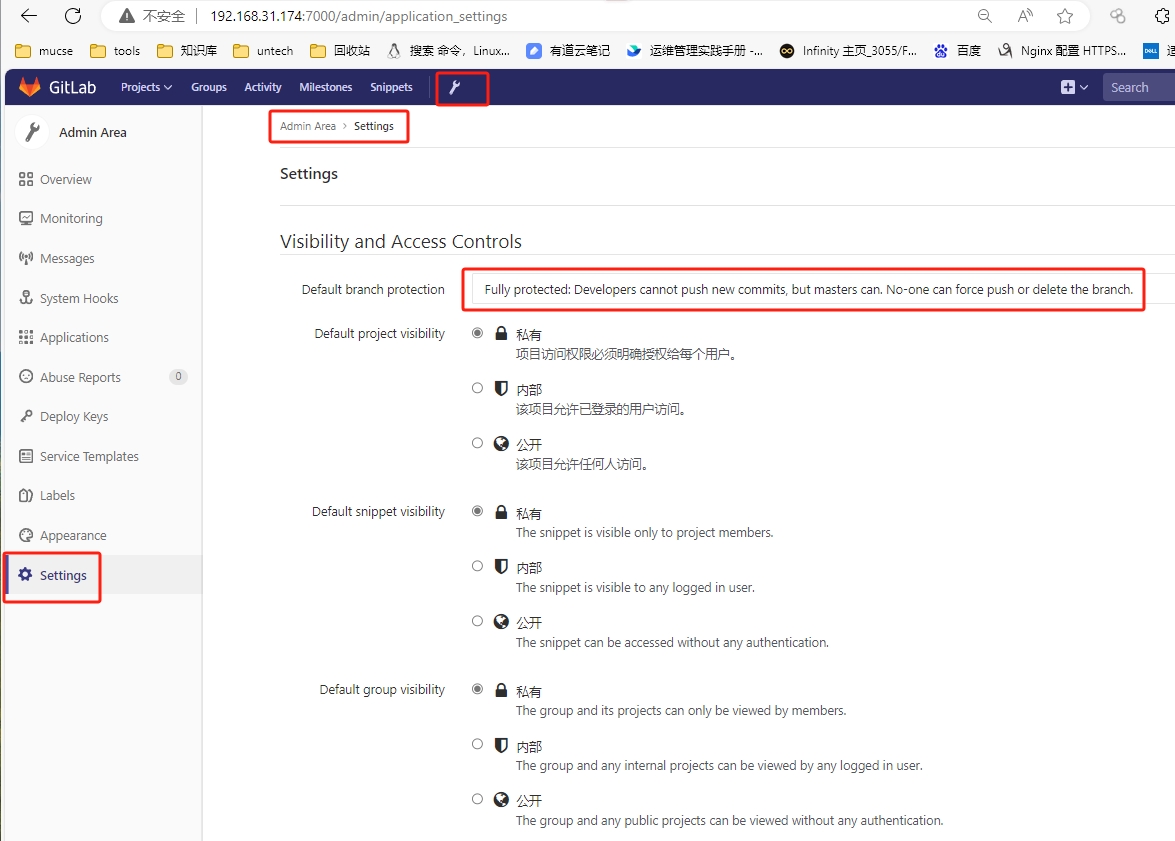 不安全 192.168.31.174:7000/admin/application_settings
mucse tools 知识库 untech 回收站 搜索 命令，Linux... 有道云笔记 运维管理实践手册 -... Infinity 主页_3055/F... 百度 Nginx 配置 HTTPS...
GitLab Projects Groups Activity Milestones Snippets Search
Admin Area
Overview
Monitoring
Messages
System Hooks
Applications
Abuse Reports 0
Deploy Keys
Service Templates
Labels
Appearance
Settings
Admin Area > Settings
Settings
Visibility and Access Controls
Default branch protection Fully protected: Developers cannot push new commits, but masters can. No-one can force push or delete the branch.
Default project visibility 私有
项目访问权限必须明确授权给每个用户。
内部
该项目允许已登录的用户访问。
公开
该项目允许任何人访问。
Default snippet visibility 私有
The snippet is visible only to project members.
内部
The snippet is visible to any logged in user.
公开
The snippet can be accessed without any authentication.
Default group visibility 私有
The group and its projects can only be viewed by members.
内部
The group and any internal projects can be viewed by any logged in user.
公开
The group and any public projects can be viewed without any authentication.